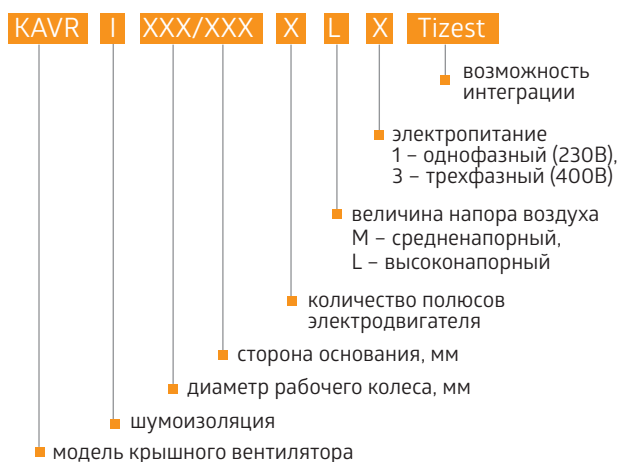 KAVR I XXX/XXX X L X Tizest
возможность
интеграции
электропитание
1 – однофазный (230В),
3 – трехфазный (400В)
величина напора воздуха
М – средненапорный,
L – высоконапорный
количество полюсов
электродвигателя
сторона основания, мм
диаметр рабочего колеса, мм
шумоизоляция
модель крышного вентилятора